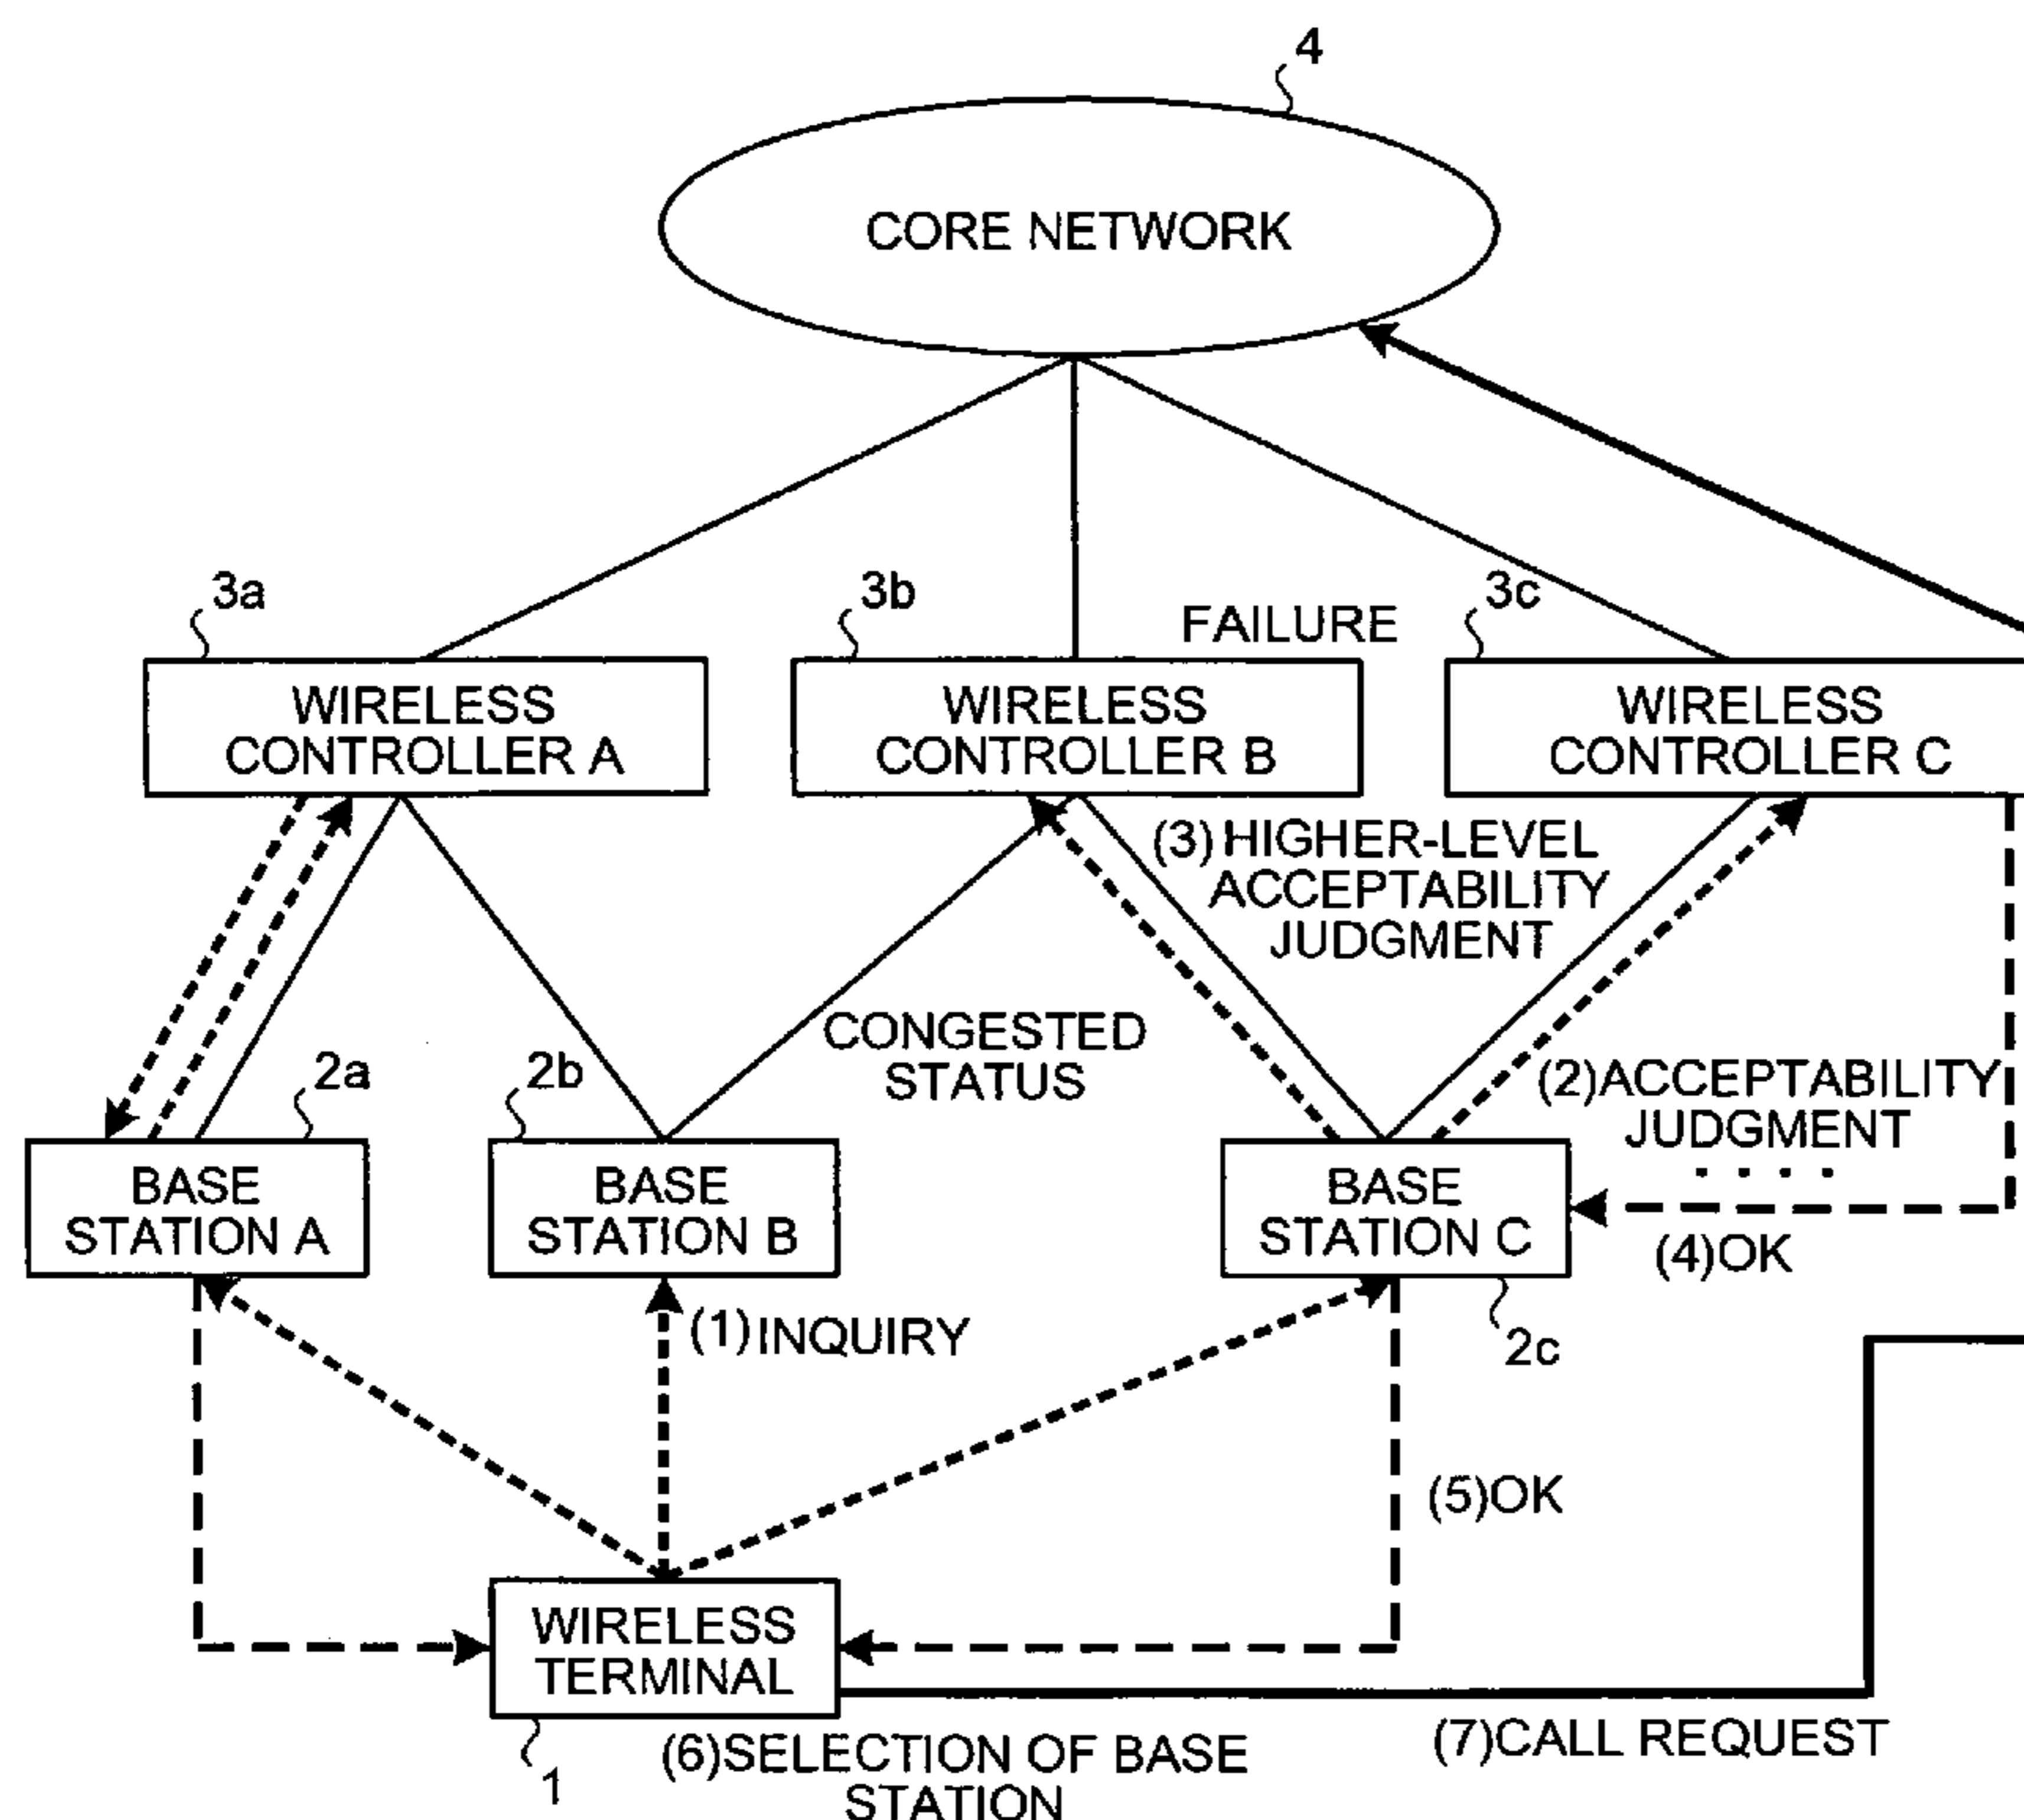 4
CORE NETWORK
3a
3b
FAILURE
3c
WIRELESS
CONTROLLER A
WIRELESS
CONTROLLER B
WIRELESS
CONTROLLER C
(3) HIGHER-LEVEL
ACCEPTABILITY
JUDGMENT
CONGESTED
STATUS
2a
2b
(2)ACCEPTABILITY
JUDGMENT
. . . .
BASE
STATION A
BASE
STATION B
BASE
STATION C
(4)OK
(1)INQUIRY
2c
(5)OK
WIRELESS
TERMINAL
1
(6)SELECTION OF BASE
STATION
(7)CALL REQUEST